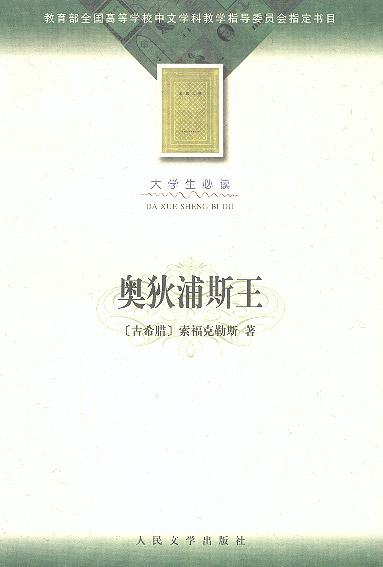 教育部全国高等学校中文学科教学指导委员会指定书目
大学生必读
DA XUE SHENG BI DU
奥狄浦斯王
〔古希腊〕索福克勒斯 著
人民文学出版社